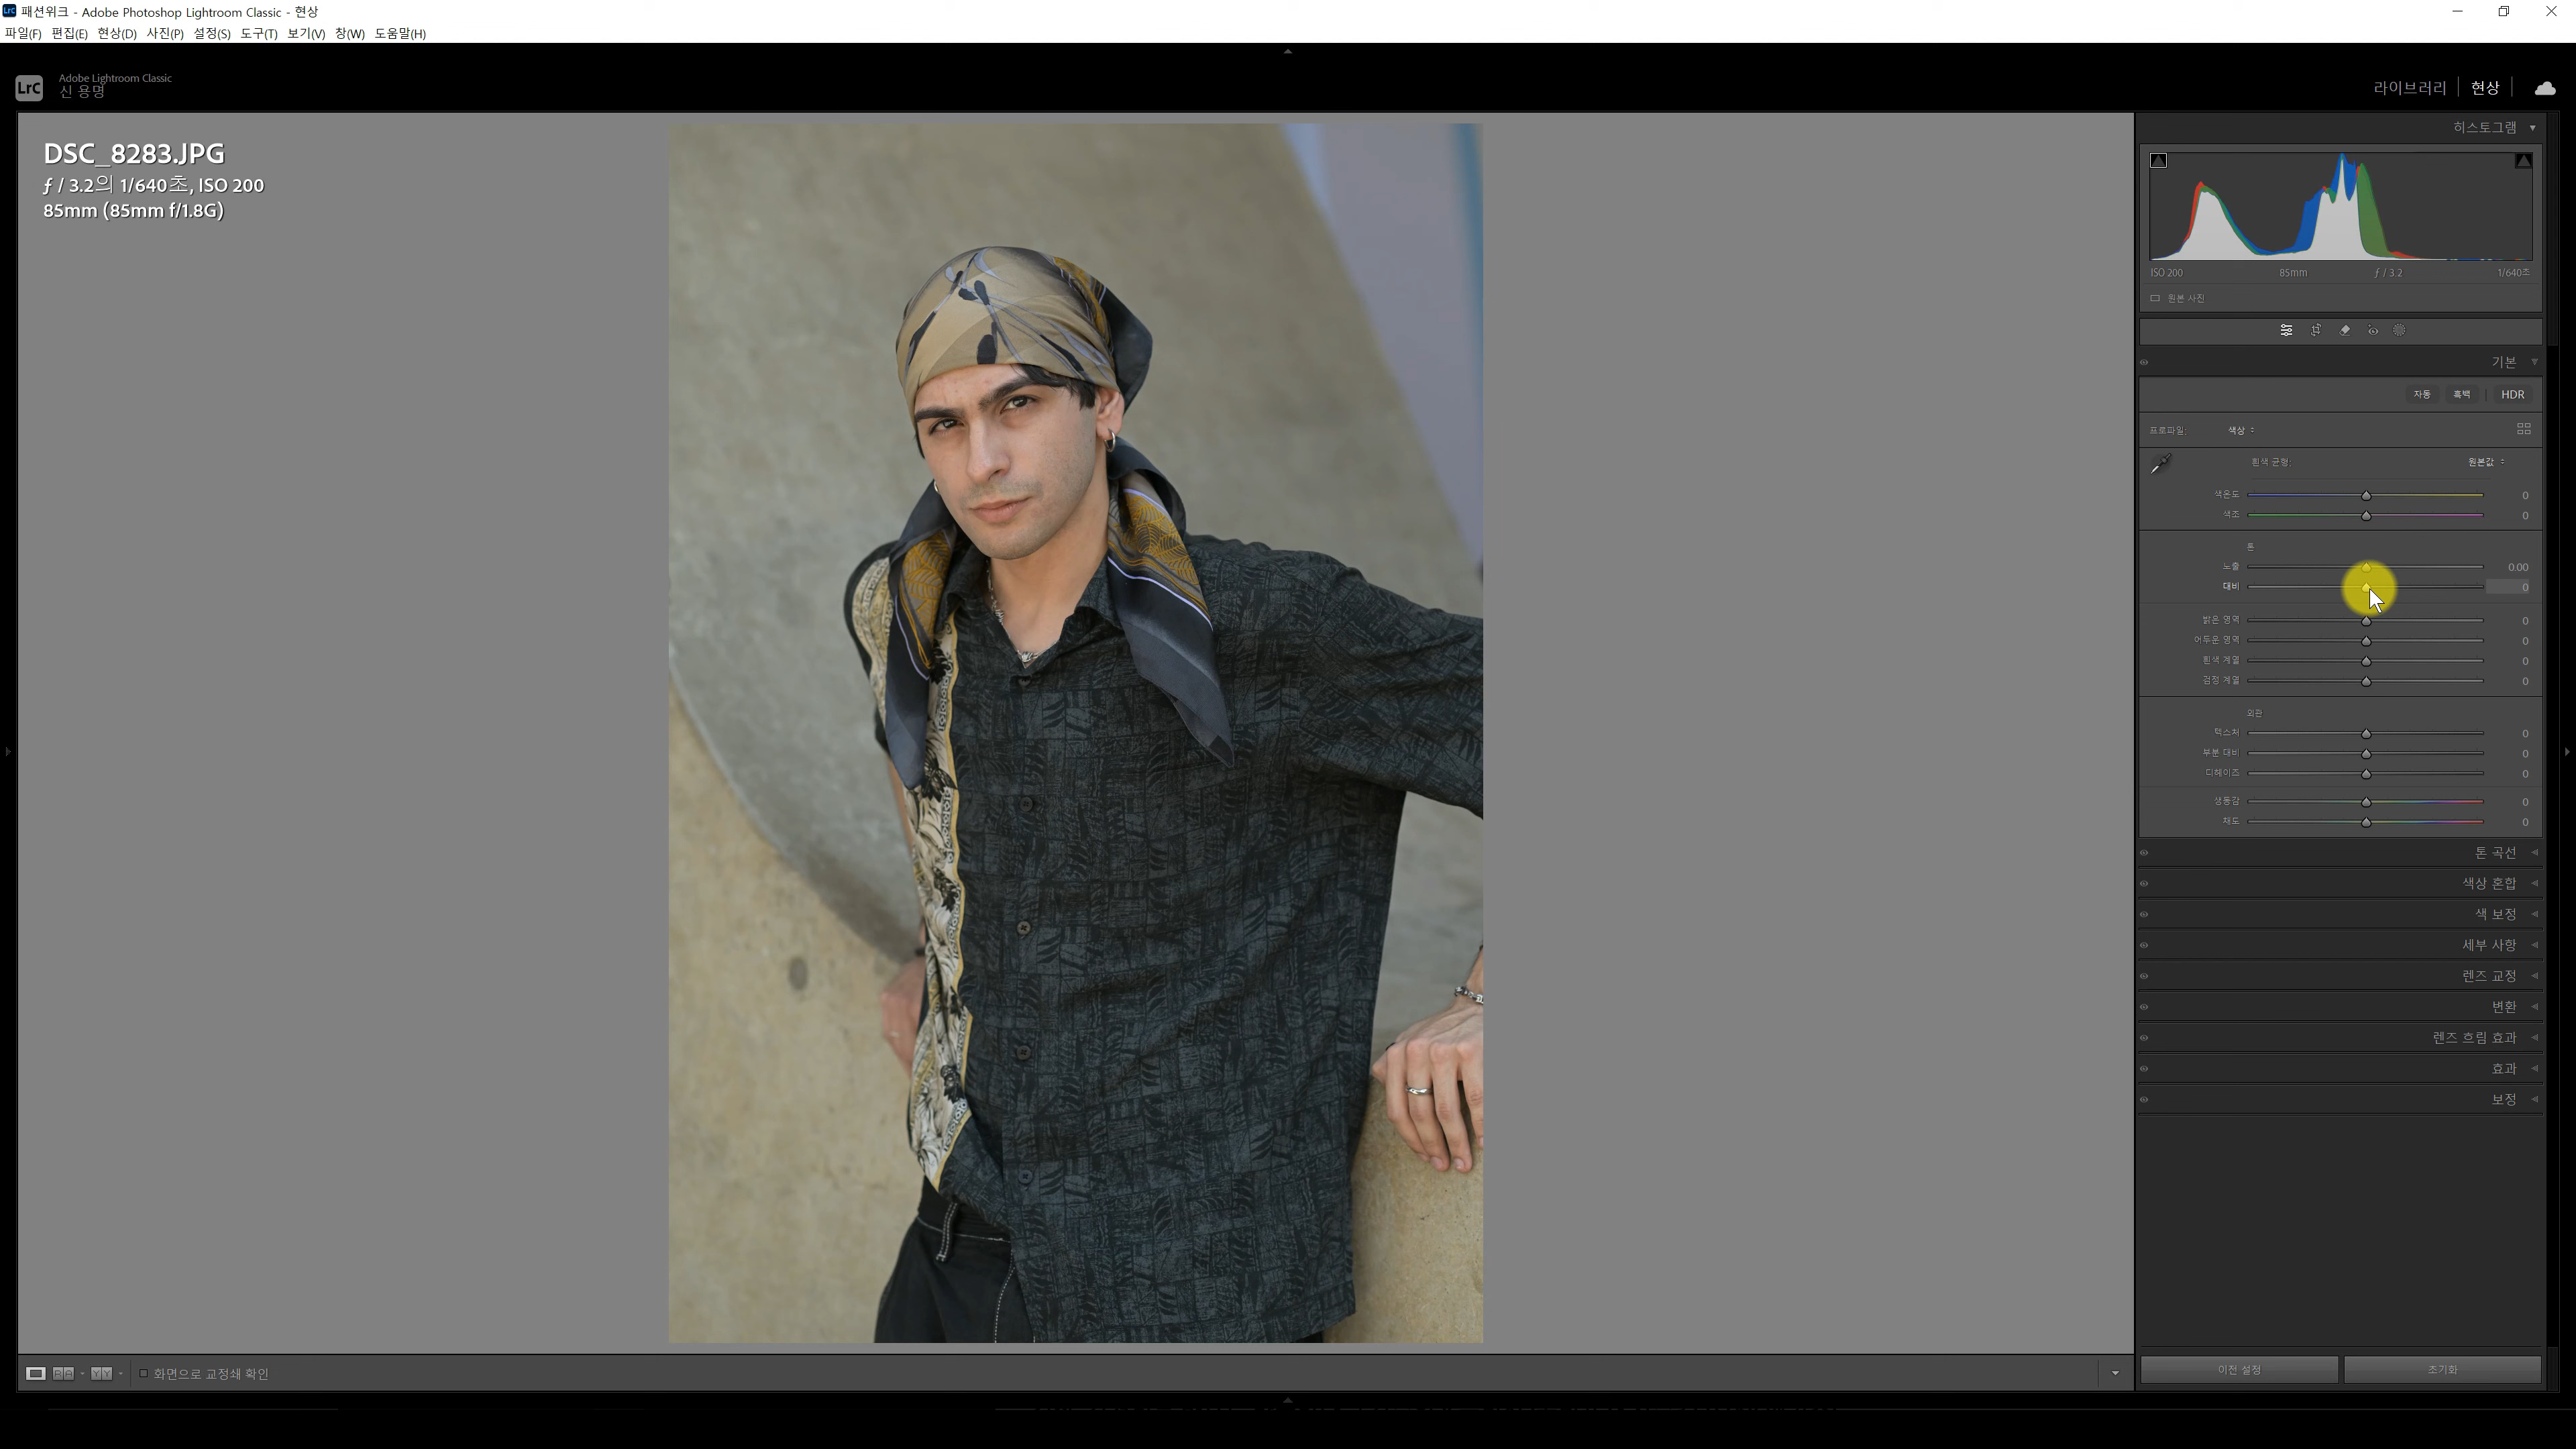 LrC 패션위크 - Adobe Photoshop Lightroom Classic - 현상
파일(F) 편집(E) 현상(D) 사진(P) 설정(S) 도구(T) 보기(V) 창(W) 도움말(H)
LrC Adobe Lightroom Classic
신 용명
라이브러리 현상
DSC_8283.JPG
ƒ / 3.2의 1/640초, ISO 200
85mm (85mm f/1.8G)
히스토그램
ISO 200 85mm ƒ / 3.2 1/640초
원본 사진
기본
자동 흑백 HDR
프로파일: 색상
흰색 균형: 원본값
색온도 0
색조 0
톤
노출 0.00
대비 0
밝은 영역 0
어두운 영역 0
흰색 계열 0
검정 계열 0
외관
텍스처 0
부분 대비 0
디헤이즈 0
생동감 0
채도 0
톤 곡선
색상 혼합
색 보정
세부 사항
렌즈 교정
변환
렌즈 흐림 효과
효과
보정
화면으로 교정쇄 확인
이전 설정 초기화